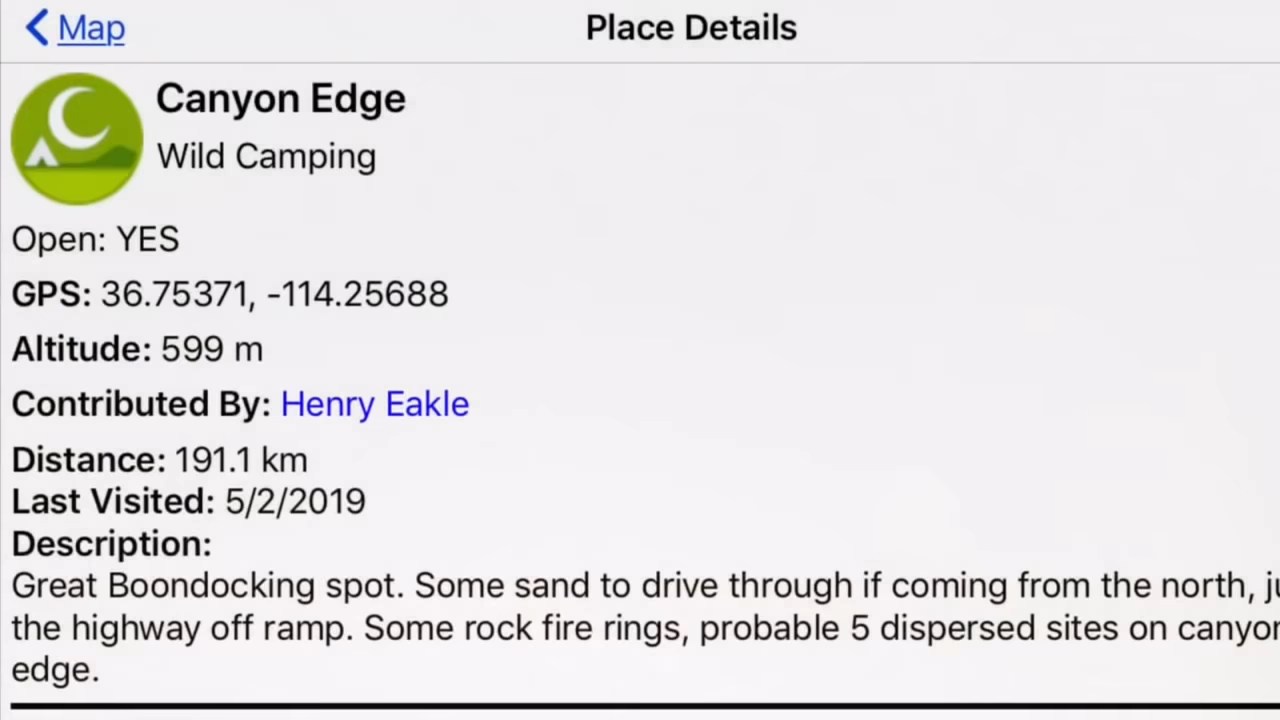 Map
Place Details
Canyon Edge
Wild Camping
Open: YES
GPS: 36.75371, -114.25688
Altitude: 599 m
Contributed By: Henry Eakle
Distance: 191.1 km
Last Visited: 5/2/2019
Description:
Great Boondocking spot. Some sand to drive through if coming from the north,
the highway off ramp. Some rock fire rings, probable 5 dispersed sites on
edge.